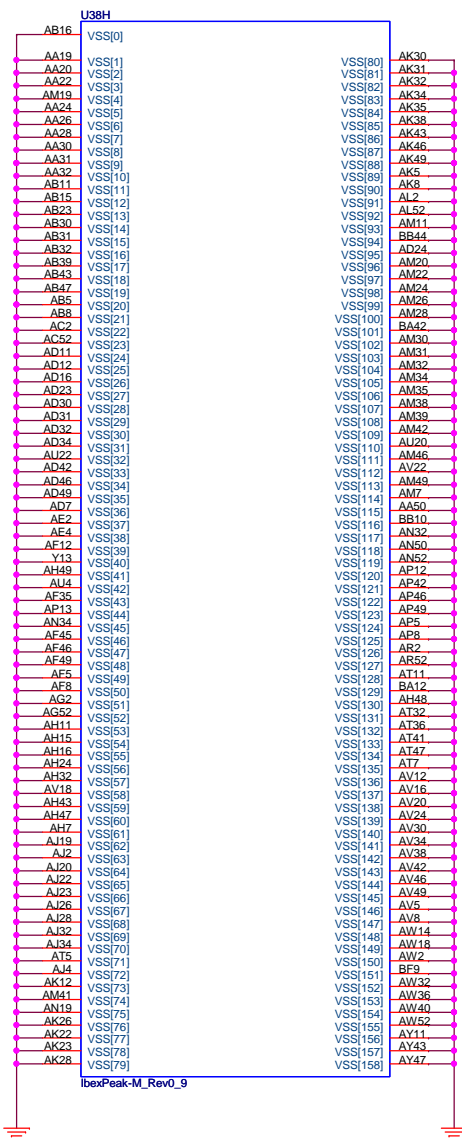 U38H
AB16 VSS[0]
AA19 VSS[1] VSS[80] AK30
AA20 VSS[2] VSS[81] AK31
AA22 VSS[3] VSS[82] AK32
AM19 VSS[4] VSS[83] AK34
AA24 VSS[5] VSS[84] AK35
AA26 VSS[6] VSS[85] AK38
AA28 VSS[7] VSS[86] AK43
AA30 VSS[8] VSS[87] AK46
AA31 VSS[9] VSS[88] AK49
AA32 VSS[10] VSS[89] AK5
AB11 VSS[11] VSS[90] AK8
AB15 VSS[12] VSS[91] AL2
AB23 VSS[13] VSS[92] AL52
AB30 VSS[14] VSS[93] AM11
AB31 VSS[15] VSS[94] BB44
AB32 VSS[16] VSS[95] AD24
AB39 VSS[17] VSS[96] AM20
AB43 VSS[18] VSS[97] AM22
AB47 VSS[19] VSS[98] AM24
AB5 VSS[20] VSS[99] AM26
AB8 VSS[21] VSS[100] AM28
AC2 VSS[22] VSS[101] BA42
AC52 VSS[23] VSS[102] AM30
AD11 VSS[24] VSS[103] AM31
AD12 VSS[25] VSS[104] AM32
AD16 VSS[26] VSS[105] AM34
AD23 VSS[27] VSS[106] AM35
AD30 VSS[28] VSS[107] AM38
AD31 VSS[29] VSS[108] AM39
AD32 VSS[30] VSS[109] AM42
AD34 VSS[31] VSS[110] AU20
AU22 VSS[32] VSS[111] AM46
AD42 VSS[33] VSS[112] AV22
AD46 VSS[34] VSS[113] AM49
AD49 VSS[35] VSS[114] AM7
AD7 VSS[36] VSS[115] AA50
AE2 VSS[37] VSS[116] BB10
AE4 VSS[38] VSS[117] AN32
AF12 VSS[39] VSS[118] AN50
Y13 VSS[40] VSS[119] AN52
AH49 VSS[41] VSS[120] AP12
AU4 VSS[42] VSS[121] AP42
AF35 VSS[43] VSS[122] AP46
AP13 VSS[44] VSS[123] AP49
AN34 VSS[45] VSS[124] AP5
AF45 VSS[46] VSS[125] AP8
AF46 VSS[47] VSS[126] AR2
AF49 VSS[48] VSS[127] AR52
AF5 VSS[49] VSS[128] AT11
AF8 VSS[50] VSS[129] BA12
AG2 VSS[51] VSS[130] AH48
AG52 VSS[52] VSS[131] AT32
AH11 VSS[53] VSS[132] AT36
AH15 VSS[54] VSS[133] AT41
AH16 VSS[55] VSS[134] AT47
AH24 VSS[56] VSS[135] AT7
AH32 VSS[57] VSS[136] AV12
AV18 VSS[58] VSS[137] AV16
AH43 VSS[59] VSS[138] AV20
AH47 VSS[60] VSS[139] AV24
AH7 VSS[61] VSS[140] AV30
AJ19 VSS[62] VSS[141] AV34
AJ2 VSS[63] VSS[142] AV38
AJ20 VSS[64] VSS[143] AV42
AJ22 VSS[65] VSS[144] AV46
AJ23 VSS[66] VSS[145] AV49
AJ26 VSS[67] VSS[146] AV5
AJ28 VSS[68] VSS[147] AV8
AJ32 VSS[69] VSS[148] AW14
AJ34 VSS[70] VSS[149] AW18
AT5 VSS[71] VSS[150] AW2
AJ4 VSS[72] VSS[151] BF9
AK12 VSS[73] VSS[152] AW32
AM41 VSS[74] VSS[153] AW36
AN19 VSS[75] VSS[154] AW40
AK26 VSS[76] VSS[155] AW52
AK22 VSS[77] VSS[156] AY11
AK23 VSS[78] VSS[157] AY43
AK28 VSS[79] VSS[158] AY47
IbexPeak-M_Rev0_9